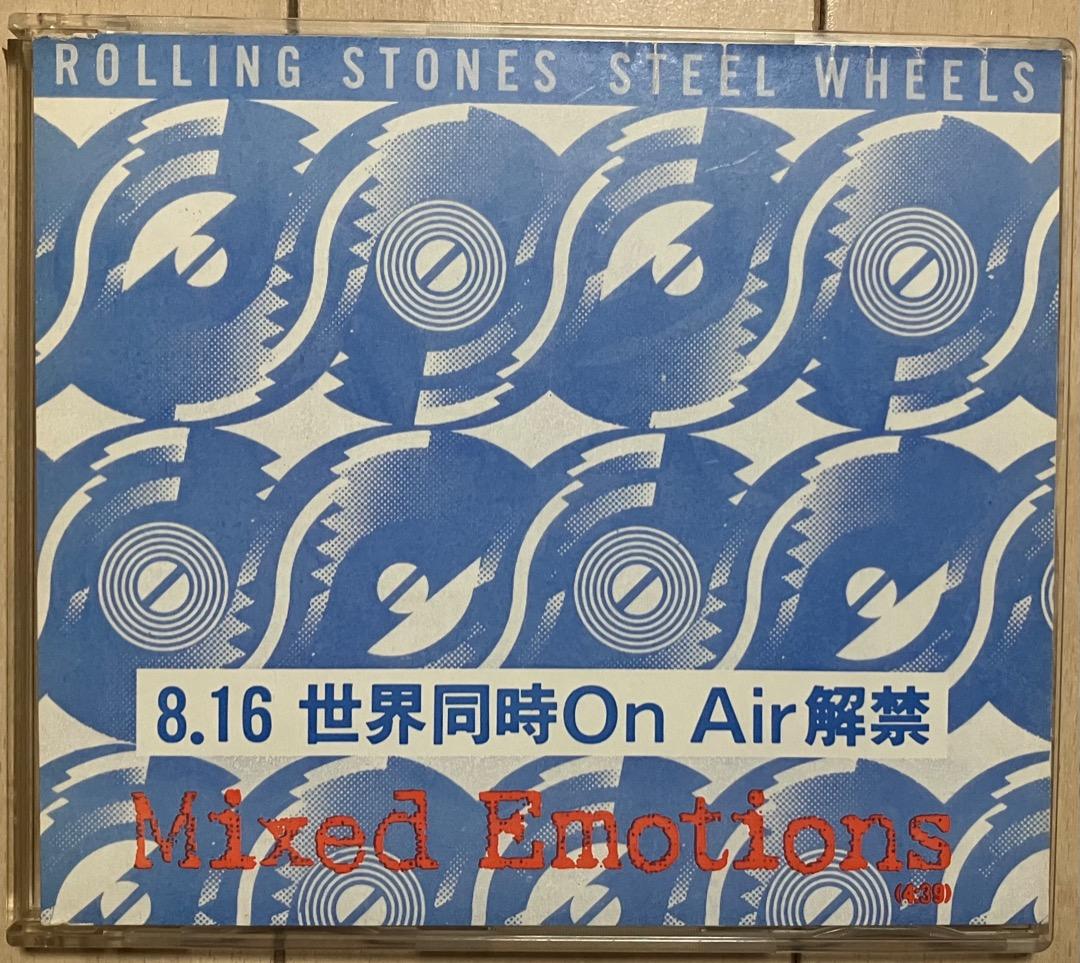 ROLLING STONES STEEL WHEELS
8.16 世界同時On Air解禁
Mixed Emotions
(4:39)